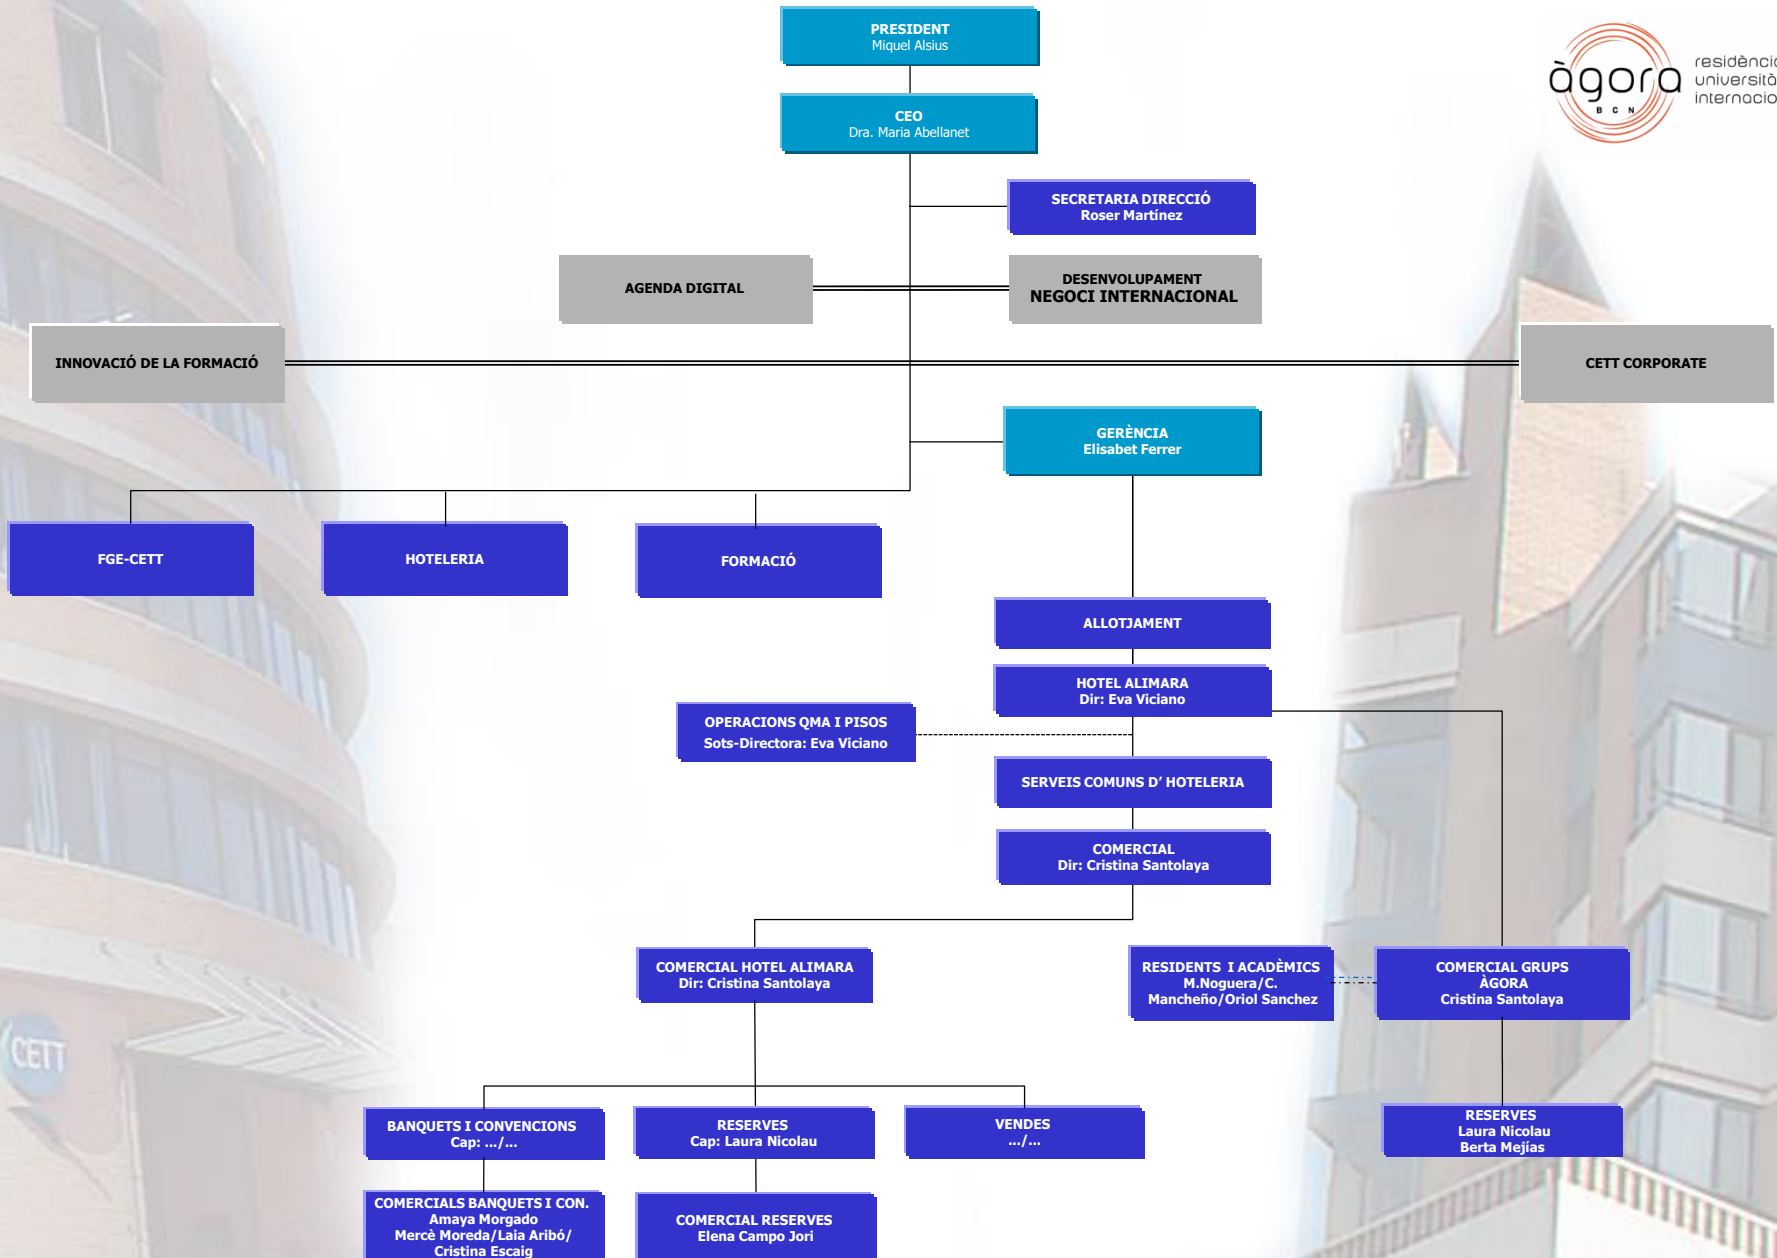 PRESIDENT
Miquel Alsius
àgora
BCN
residència
internacio
CEO
Dra. Maria Abellanet
SECRETARIA DIRECCIÓ
Roser Martínez
AGENDA DIGITAL
DESENVOLUPAMENT
NEGOCI INTERNACIONAL
INNOVACIÓ DE LA FORMACIÓ
CETT CORPORATE
GERÈNCIA
Elisabet Ferrer
FGE-CETT
HOTELERIA
FORMACIÓ
ALLOTJAMENT
HOTEL ALIMARA
Dir: Eva Viciano
OPERACIONS QMA I PISOS
Sots-Directora: Eva Viciano
SERVEIS COMUNS D' HOTELERIA
COMERCIAL
Dir: Cristina Santolaya
COMERCIAL HOTEL ALIMARA
Dir: Cristina Santolaya
RESIDENTS I ACADÈMICS
M.Noguera/C.
Mancheño/Oriol Sanchez
COMERCIAL GRUPS
ÀGORA
Cristina Santolaya
CETT
BANQUETS I CONVENCIONS
Cap: .../...
RESERVES
Cap: Laura Nicolau
VENDES
.../...
RESERVES
Laura Nicolau
Berta Mejías
COMERCIALS BANQUETS I CON.
Amaya Morgado
Mercè Moreda/Laia Aribó/
Cristina Escaig
COMERCIAL RESERVES
Elena Campo Jori